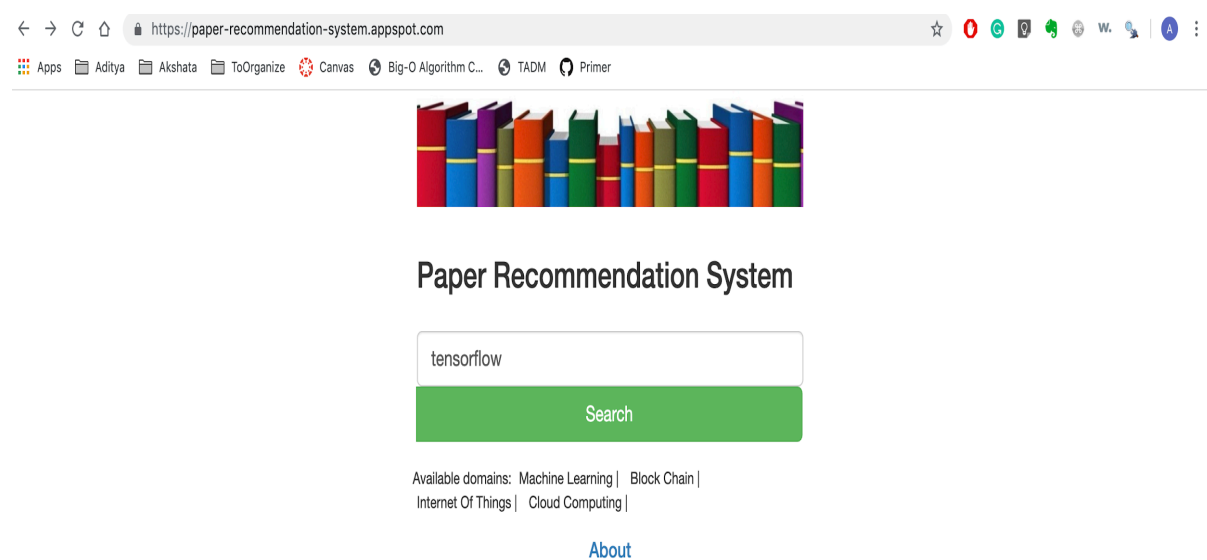 https://paper-recommendation-system.appspot.com
G W. A
Apps Aditya Akshata ToOrganize Canvas Big-O Algorithm C... TADM Primer
Paper Recommendation System
tensorflow
Search
Available domains: Machine Learning | Block Chain |
Internet Of Things | Cloud Computing |
About